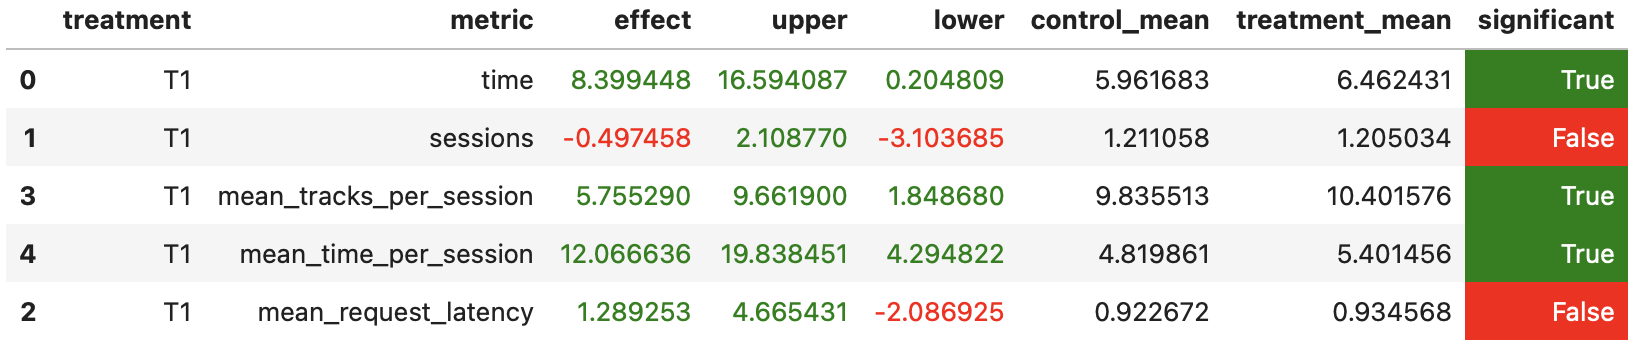 treatment metric effect upper lower control_mean treatment_mean significant
0 T1 time 8.399448 16.594087 0.204809 5.961683 6.462431 True
1 T1 sessions -0.497458 2.108770 -3.103685 1.211058 1.205034 False
3 T1 mean_tracks_per_session 5.755290 9.661900 1.848680 9.835513 10.401576 True
4 T1 mean_time_per_session 12.066636 19.838451 4.294822 4.819861 5.401456 True
2 T1 mean_request_latency 1.289253 4.665431 -2.086925 0.922672 0.934568 False